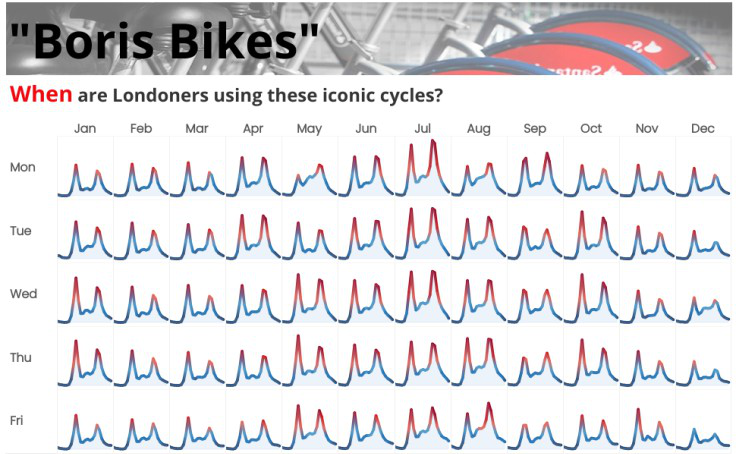 "Boris Bikes"
When are Londoners using these iconic cycles?
Jan Feb Mar Apr May Jun Jul Aug Sep Oct Nov Dec
Mon
Tue
Wed
Thu
Fri